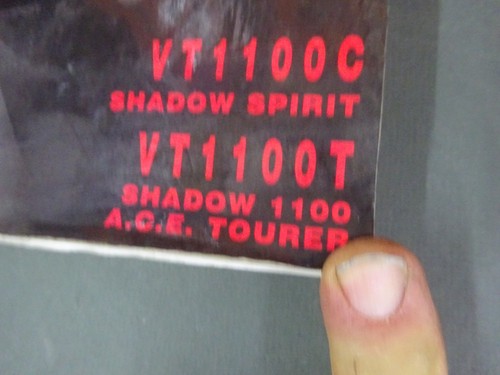 VT1100C
SHADOW SPIRIT
VT1100T
SHADOW 1100
A.C.E. TOURER